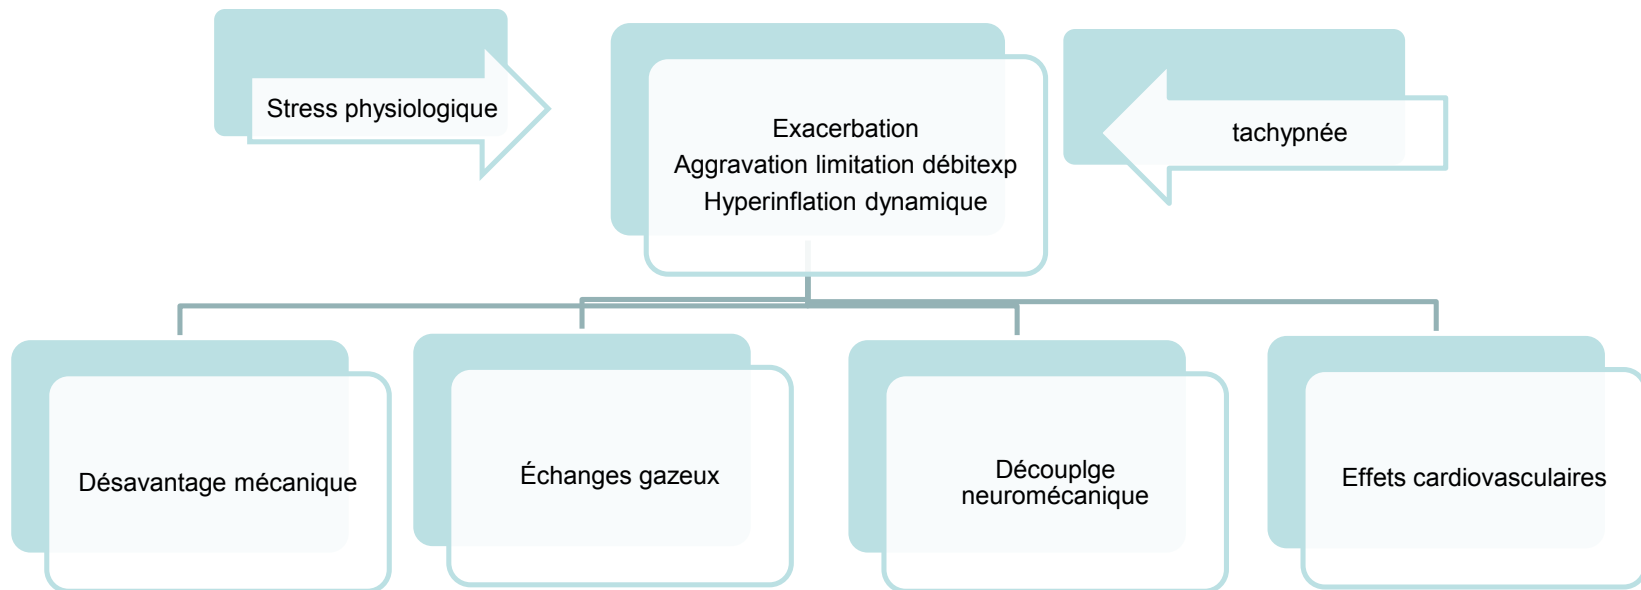 Stress physiologique
Exacerbation
Aggravation limitation débitexp
Hyperinflation dynamique
tachypnée
Désavantage mécanique
Échanges gazeux
Découplge
neuromécanique
Effets cardiovasculaires